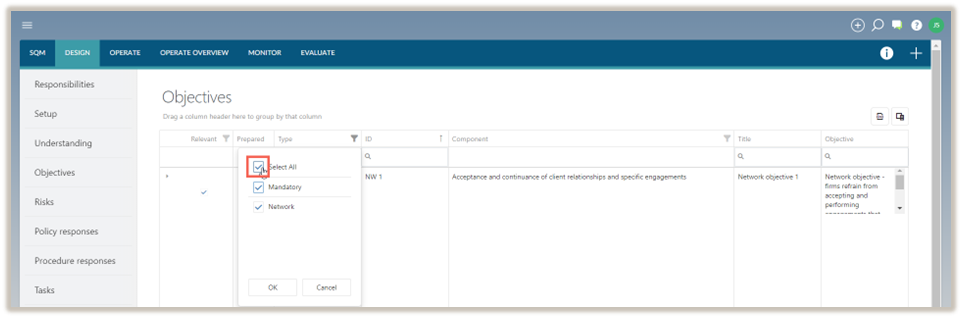 JS
SQM DESIGN OPERATE OPERATE OVERVIEW MONITOR EVALUATE
Responsibilities
Setup
Understanding
Objectives
Risks
Policy responses
Procedure responses
Tasks
Objectives
Drag a column header here to group by that column
Relevant Prepared Type ID Component Title Objective
Select All
Mandatory
Network
OK Cancel
NW 1 Acceptance and continuance of client relationships and specific engagements Network objective 1 Network objective -
firms refrain from
accepting and
performing
engagements that